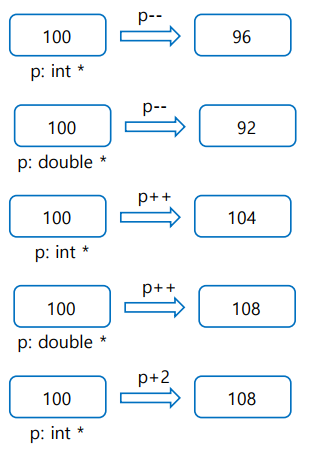 p--
100 96
p: int *
p--
100 92
p: double *
p++
100 104
p: int *
p++
100 108
p: double *
p+2
100 108
p: int *